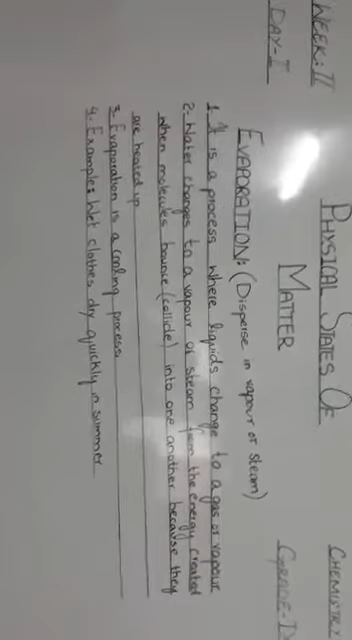 WEEK: II
DAY-I
PHYSICAL STATES OF
MATTER
CHEMISTRY
GRADE-I
EVAPORATION: (Disperse in vapour or steam)
1. It is a process where liquids change to a gas or vapour
2. Water changes to a vapour or steam from the energy created
when molecules bounce (collide) into one another because they
are heated up
3. Evaporation is a cooling process.
4. Example: Wet clothes dry quickly in summer